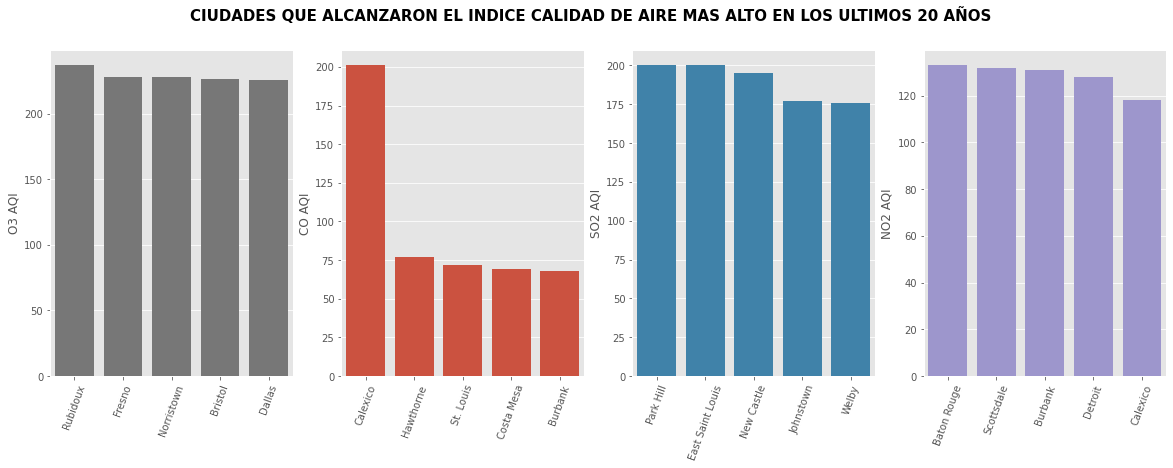 CIUDADES QUE ALCANZARON EL INDICE CALIDAD DE AIRE MAS ALTO EN LOS ULTIMOS 20 AÑOS
O3 AQI
200
150
100
50
0
Rubidoux
Fresno
Norristown
Bristol
Dallas
CO AQI
200
175
150
125
100
75
50
25
0
Calexico
Hawthorne
St. Louis
Costa Mesa
Burbank
SO2 AQI
200
175
150
125
100
75
50
25
0
Park Hill
East Saint Louis
New Castle
Johnstown
Welby
NO2 AQI
120
100
80
60
40
20
0
Baton Rouge
Scottsdale
Burbank
Detroit
Calexico